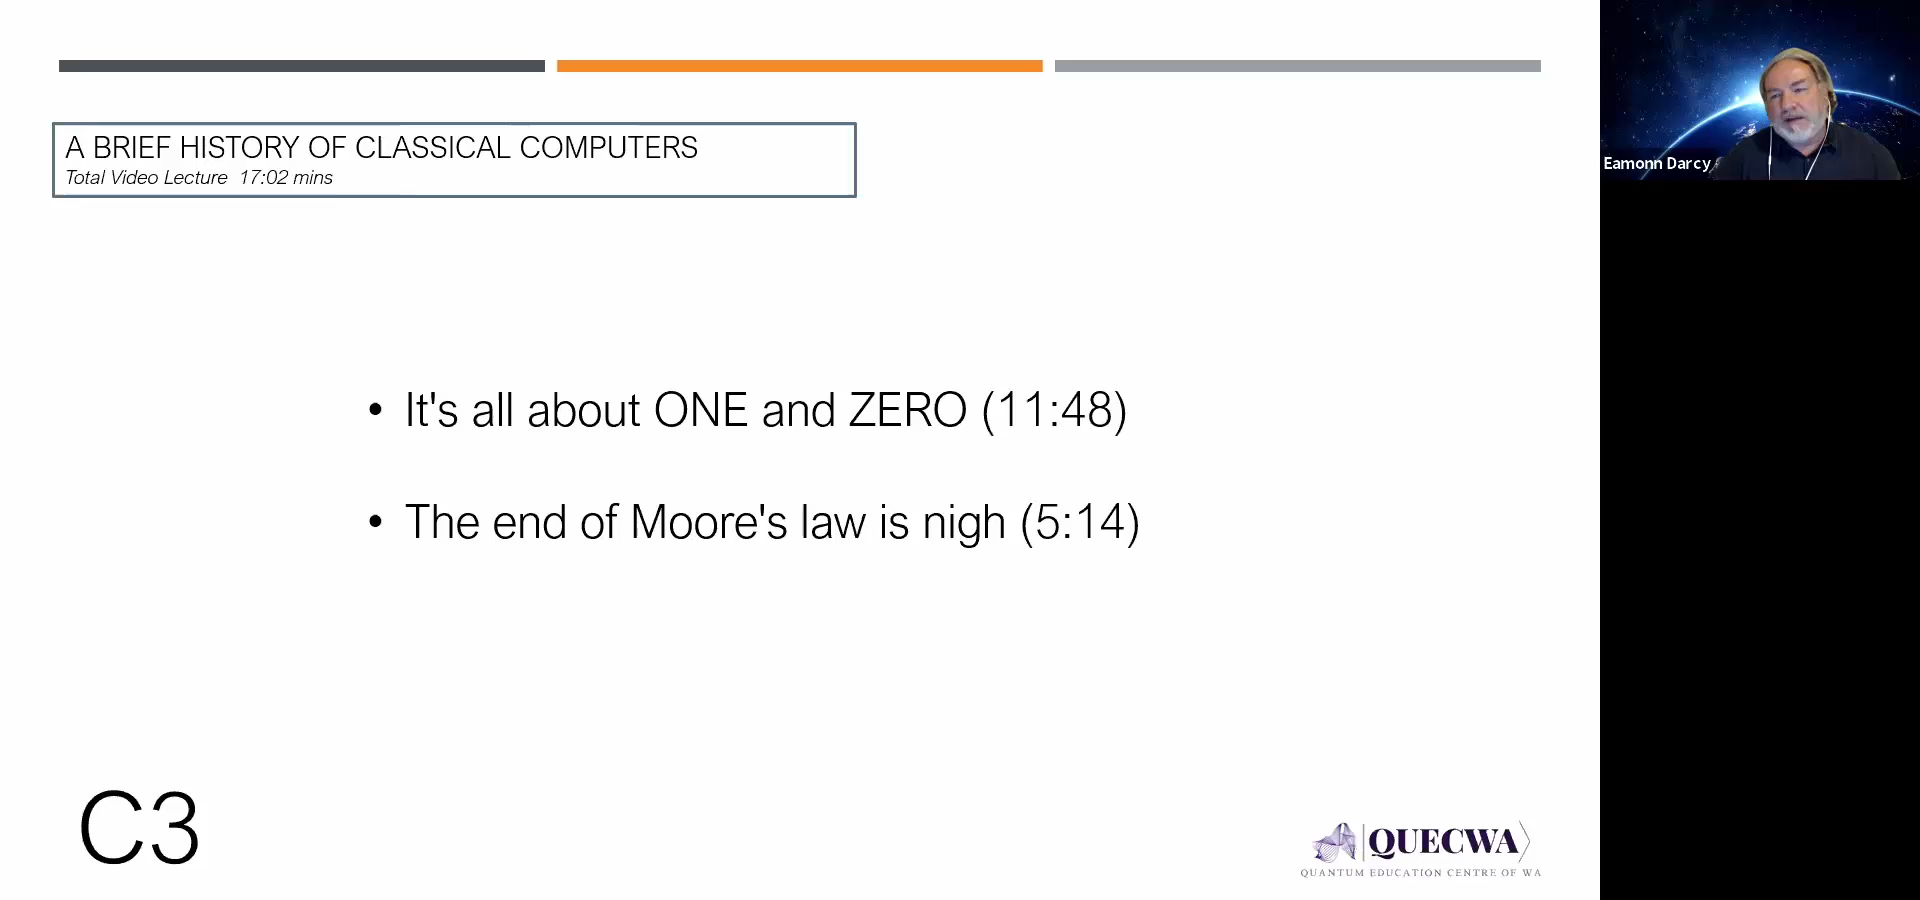 A BRIEF HISTORY OF CLASSICAL COMPUTERS
Total Video Lecture 17:02 mins
Eamonn Darcy
• It's all about ONE and ZERO (11:48)
• The end of Moore's law is nigh (5:14)
C3
|QUECWA⟩
QUANTUM EDUCATION CENTRE OF WA